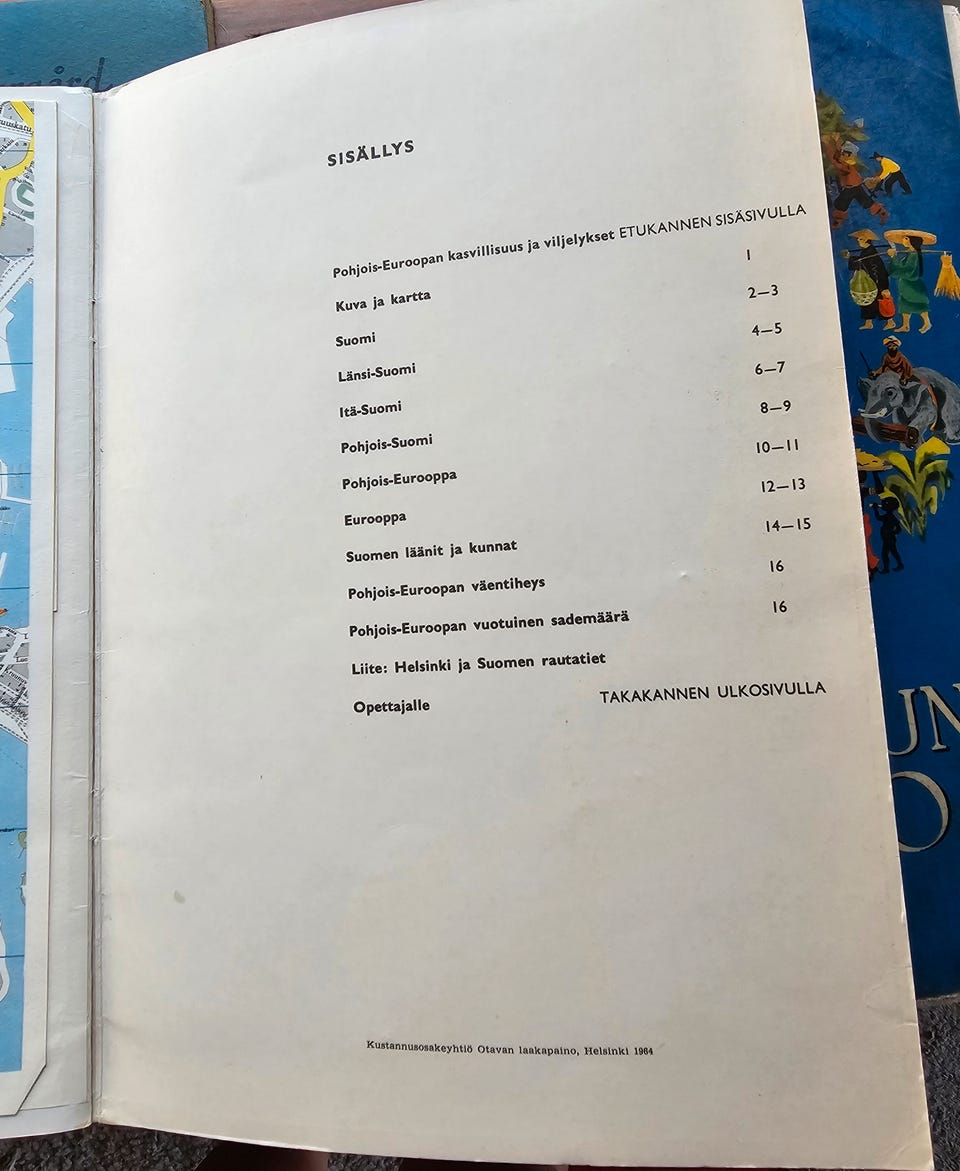 SISÄLLYS
Pohjois-Euroopan kasvillisuus ja viljelykset ETUKANNEN SISÄSIVULLA
Kuva ja kartta 1
Suomi 2—3
Länsi-Suomi 4—5
Itä-Suomi 6—7
Pohjois-Suomi 8—9
Pohjois-Eurooppa 10—11
Eurooppa 12—13
Suomen läänit ja kunnat 14—15
Pohjois-Euroopan väentiheys 16
Pohjois-Euroopan vuotuinen sademäärä 16
Liite: Helsinki ja Suomen rautatiet
Opettajalle TAKAKANNEN ULKOSIVULLA
Kustannusosakeyhtiö Otavan laakapaino, Helsinki 1964
UN
O